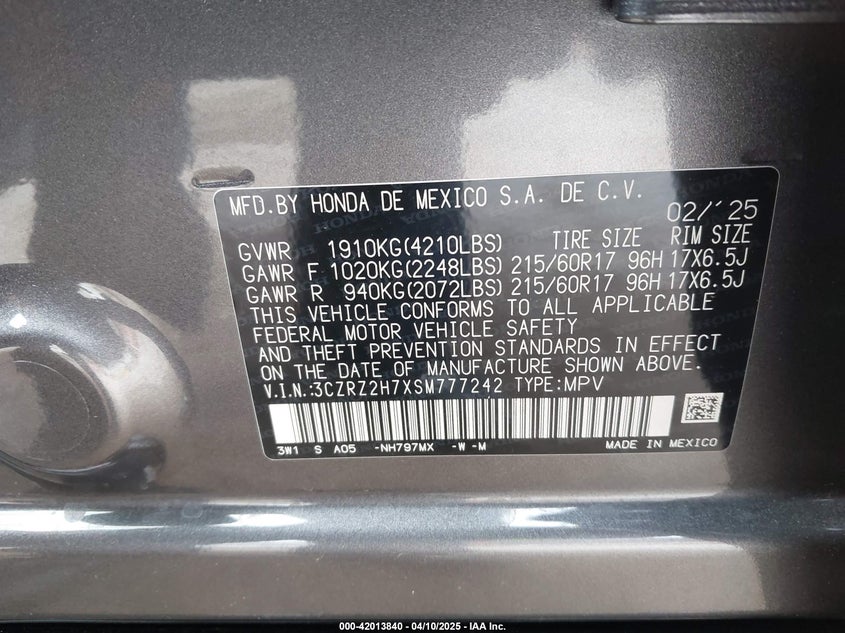 MFD.BY HONDA DE MEXICO S.A. DE C.V. 02/'25
GVWR 1910KG(4210LBS) TIRE SIZE RIM SIZE
GAWR F 1020KG(2248LBS) 215/60R17 96H 17X6.5J
GAWR R 940KG(2072LBS) 215/60R17 96H 17X6.5J
THIS VEHICLE CONFORMS TO ALL APPLICABLE
FEDERAL MOTOR VEHICLE SAFETY
AND THEFT PREVENTION STANDARDS IN EFFECT
ON THE DATE OF MANUFACTURE SHOWN ABOVE.
V.I.N.:3CZRZ2H7XSM777242 TYPE:MPV
3W1 S A05 -NH797MX -W -M MADE IN MEXICO
000-42013840 - 04/10/2025 - IAA Inc.